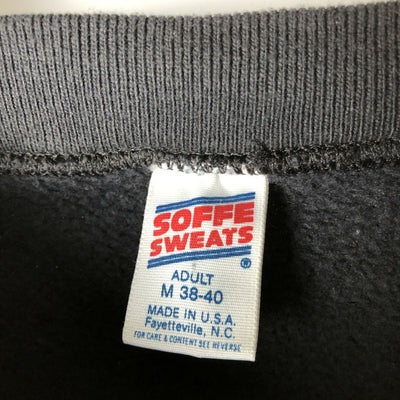 SOFFE
SWEATS
®
ADULT
M 38-40
MADE IN U.S.A.
Fayetteville, N.C.
FOR CARE & CONTENT SEE REVERSE